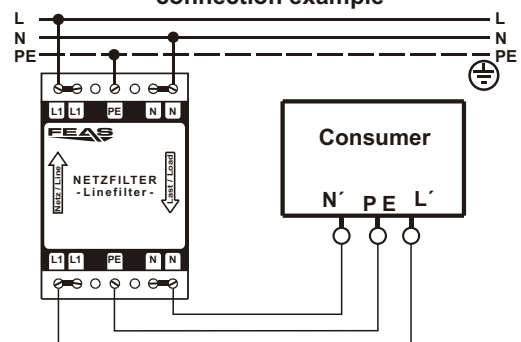 connection example
L L
N N
PE PE
L1 L1 PE N N
FEAS
Netz/Line
NETZFILTER
-Linefilter-
Last / Load
L1 L1 PE N N
Consumer
N´ PE L´